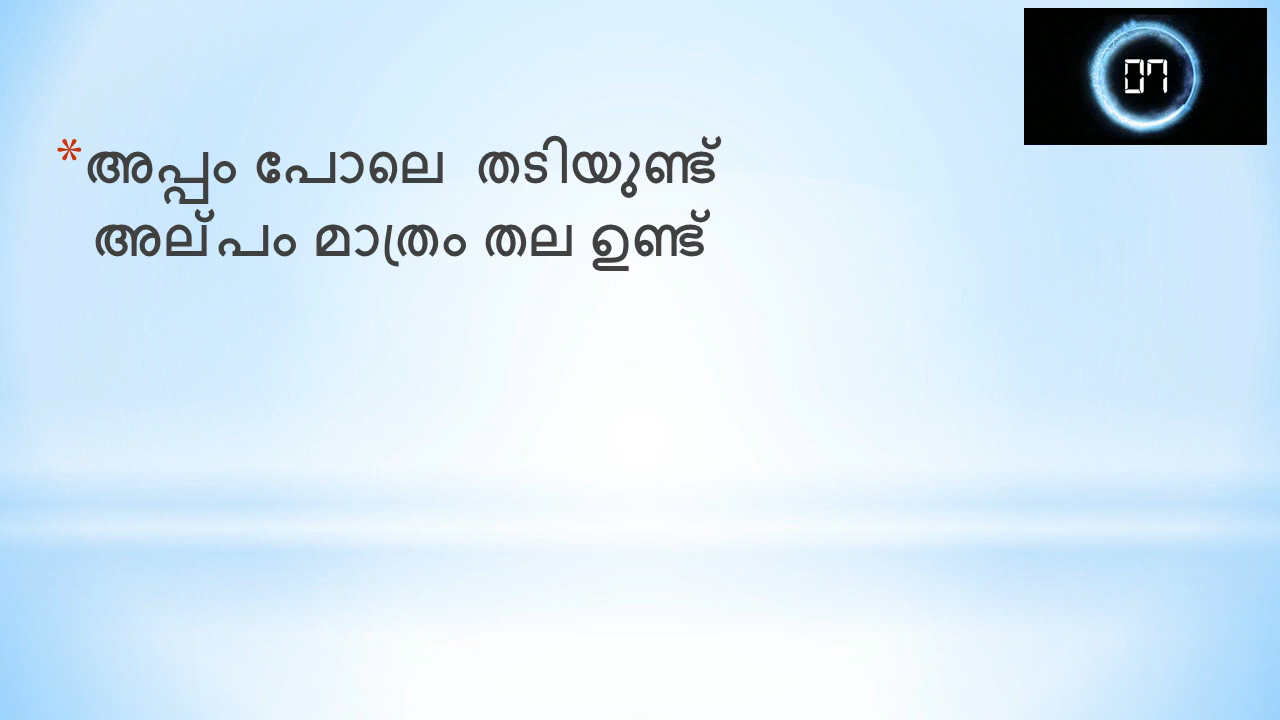 07
*അപ്പം പോലെ തടിയുണ്ട്
അല്പം മാത്രം തല ഉണ്ട്